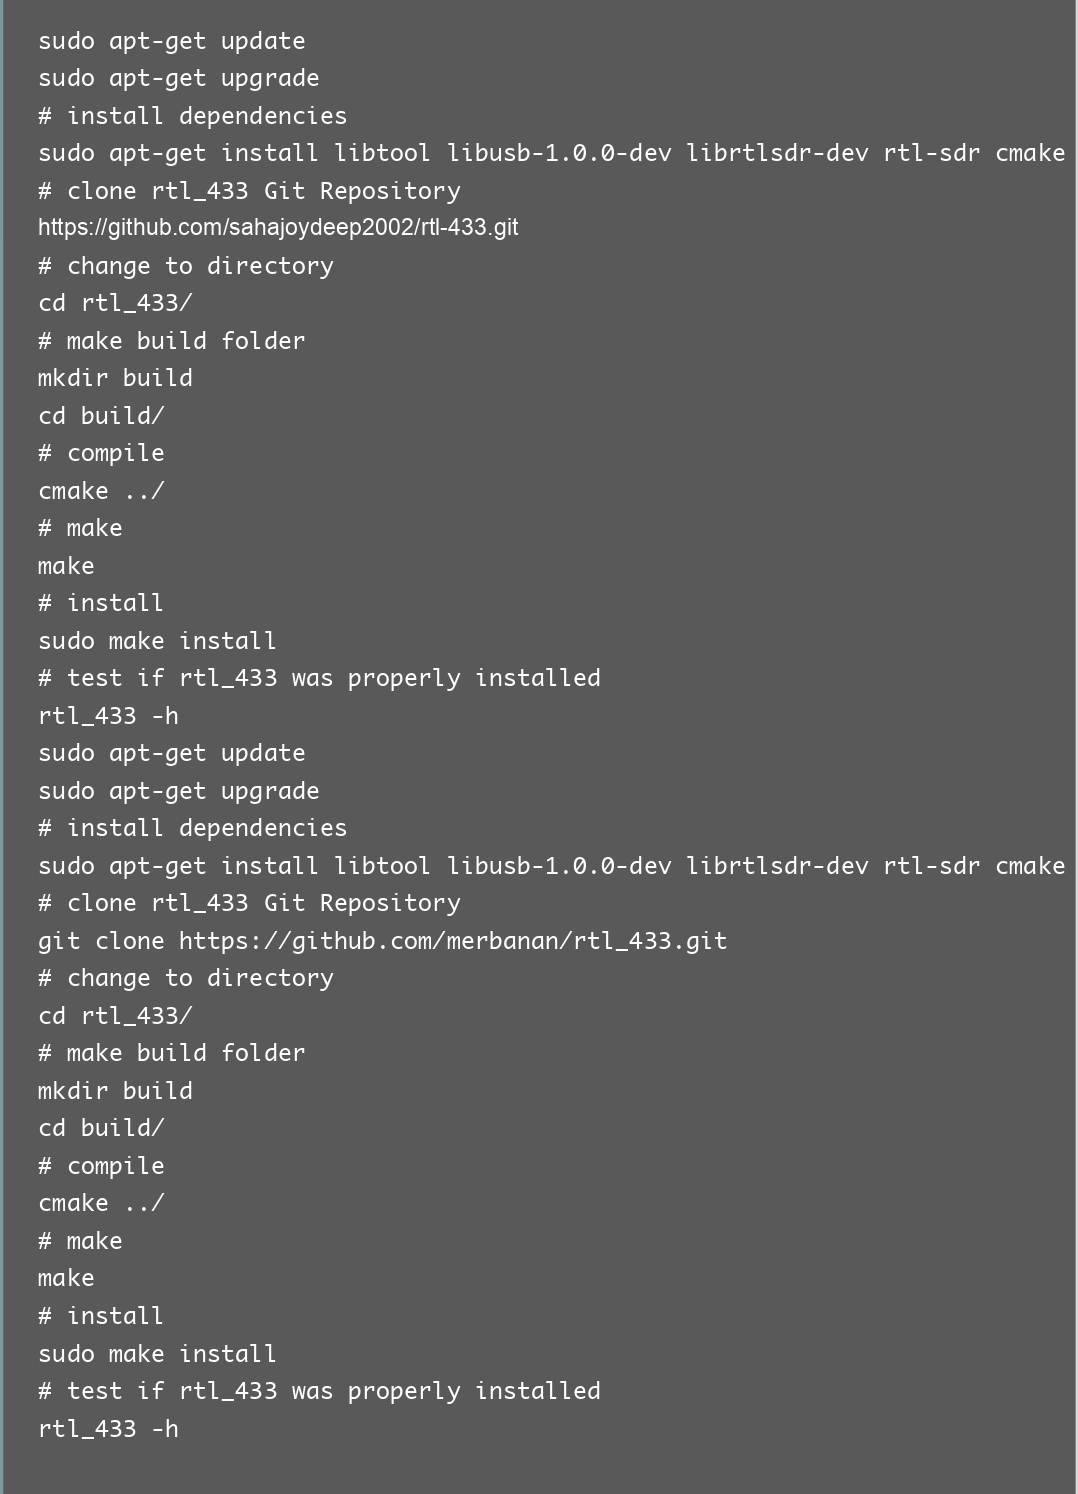 sudo apt-get update
sudo apt-get upgrade
# install dependencies
sudo apt-get install libtool libusb-1.0.0-dev librtlsdr-dev rtl-sdr cmake
# clone rtl_433 Git Repository
https://github.com/sahajoydeep2002/rtl-433.git
# change to directory
cd rtl_433/
# make build folder
mkdir build
cd build/
# compile
cmake ../
# make
make
# install
sudo make install
# test if rtl_433 was properly installed
rtl_433 -h
sudo apt-get update
sudo apt-get upgrade
# install dependencies
sudo apt-get install libtool libusb-1.0.0-dev librtlsdr-dev rtl-sdr cmake
# clone rtl_433 Git Repository
git clone https://github.com/merbanan/rtl_433.git
# change to directory
cd rtl_433/
# make build folder
mkdir build
cd build/
# compile
cmake ../
# make
make
# install
sudo make install
# test if rtl_433 was properly installed
rtl_433 -h